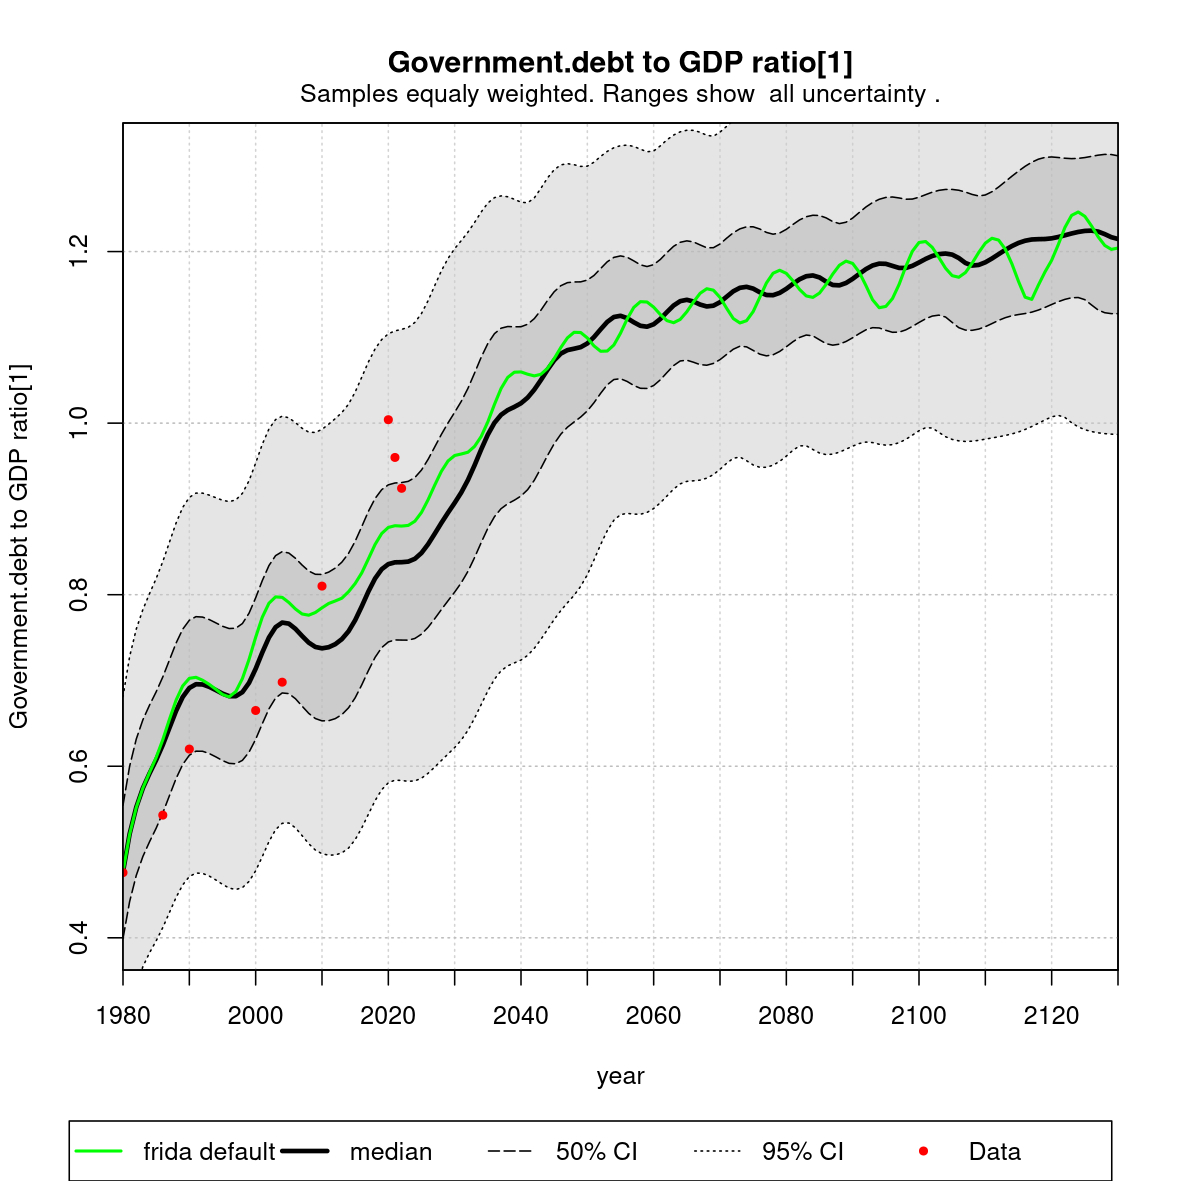 Government.debt to GDP ratio[1]
Samples equaly weighted. Ranges show  all uncertainty .
Government.debt to GDP ratio[1]
1.2
1.0
0.8
0.6
0.4
1980 2000 2020 2040 2060 2080 2100 2120
year
frida default median 50% CI 95% CI Data